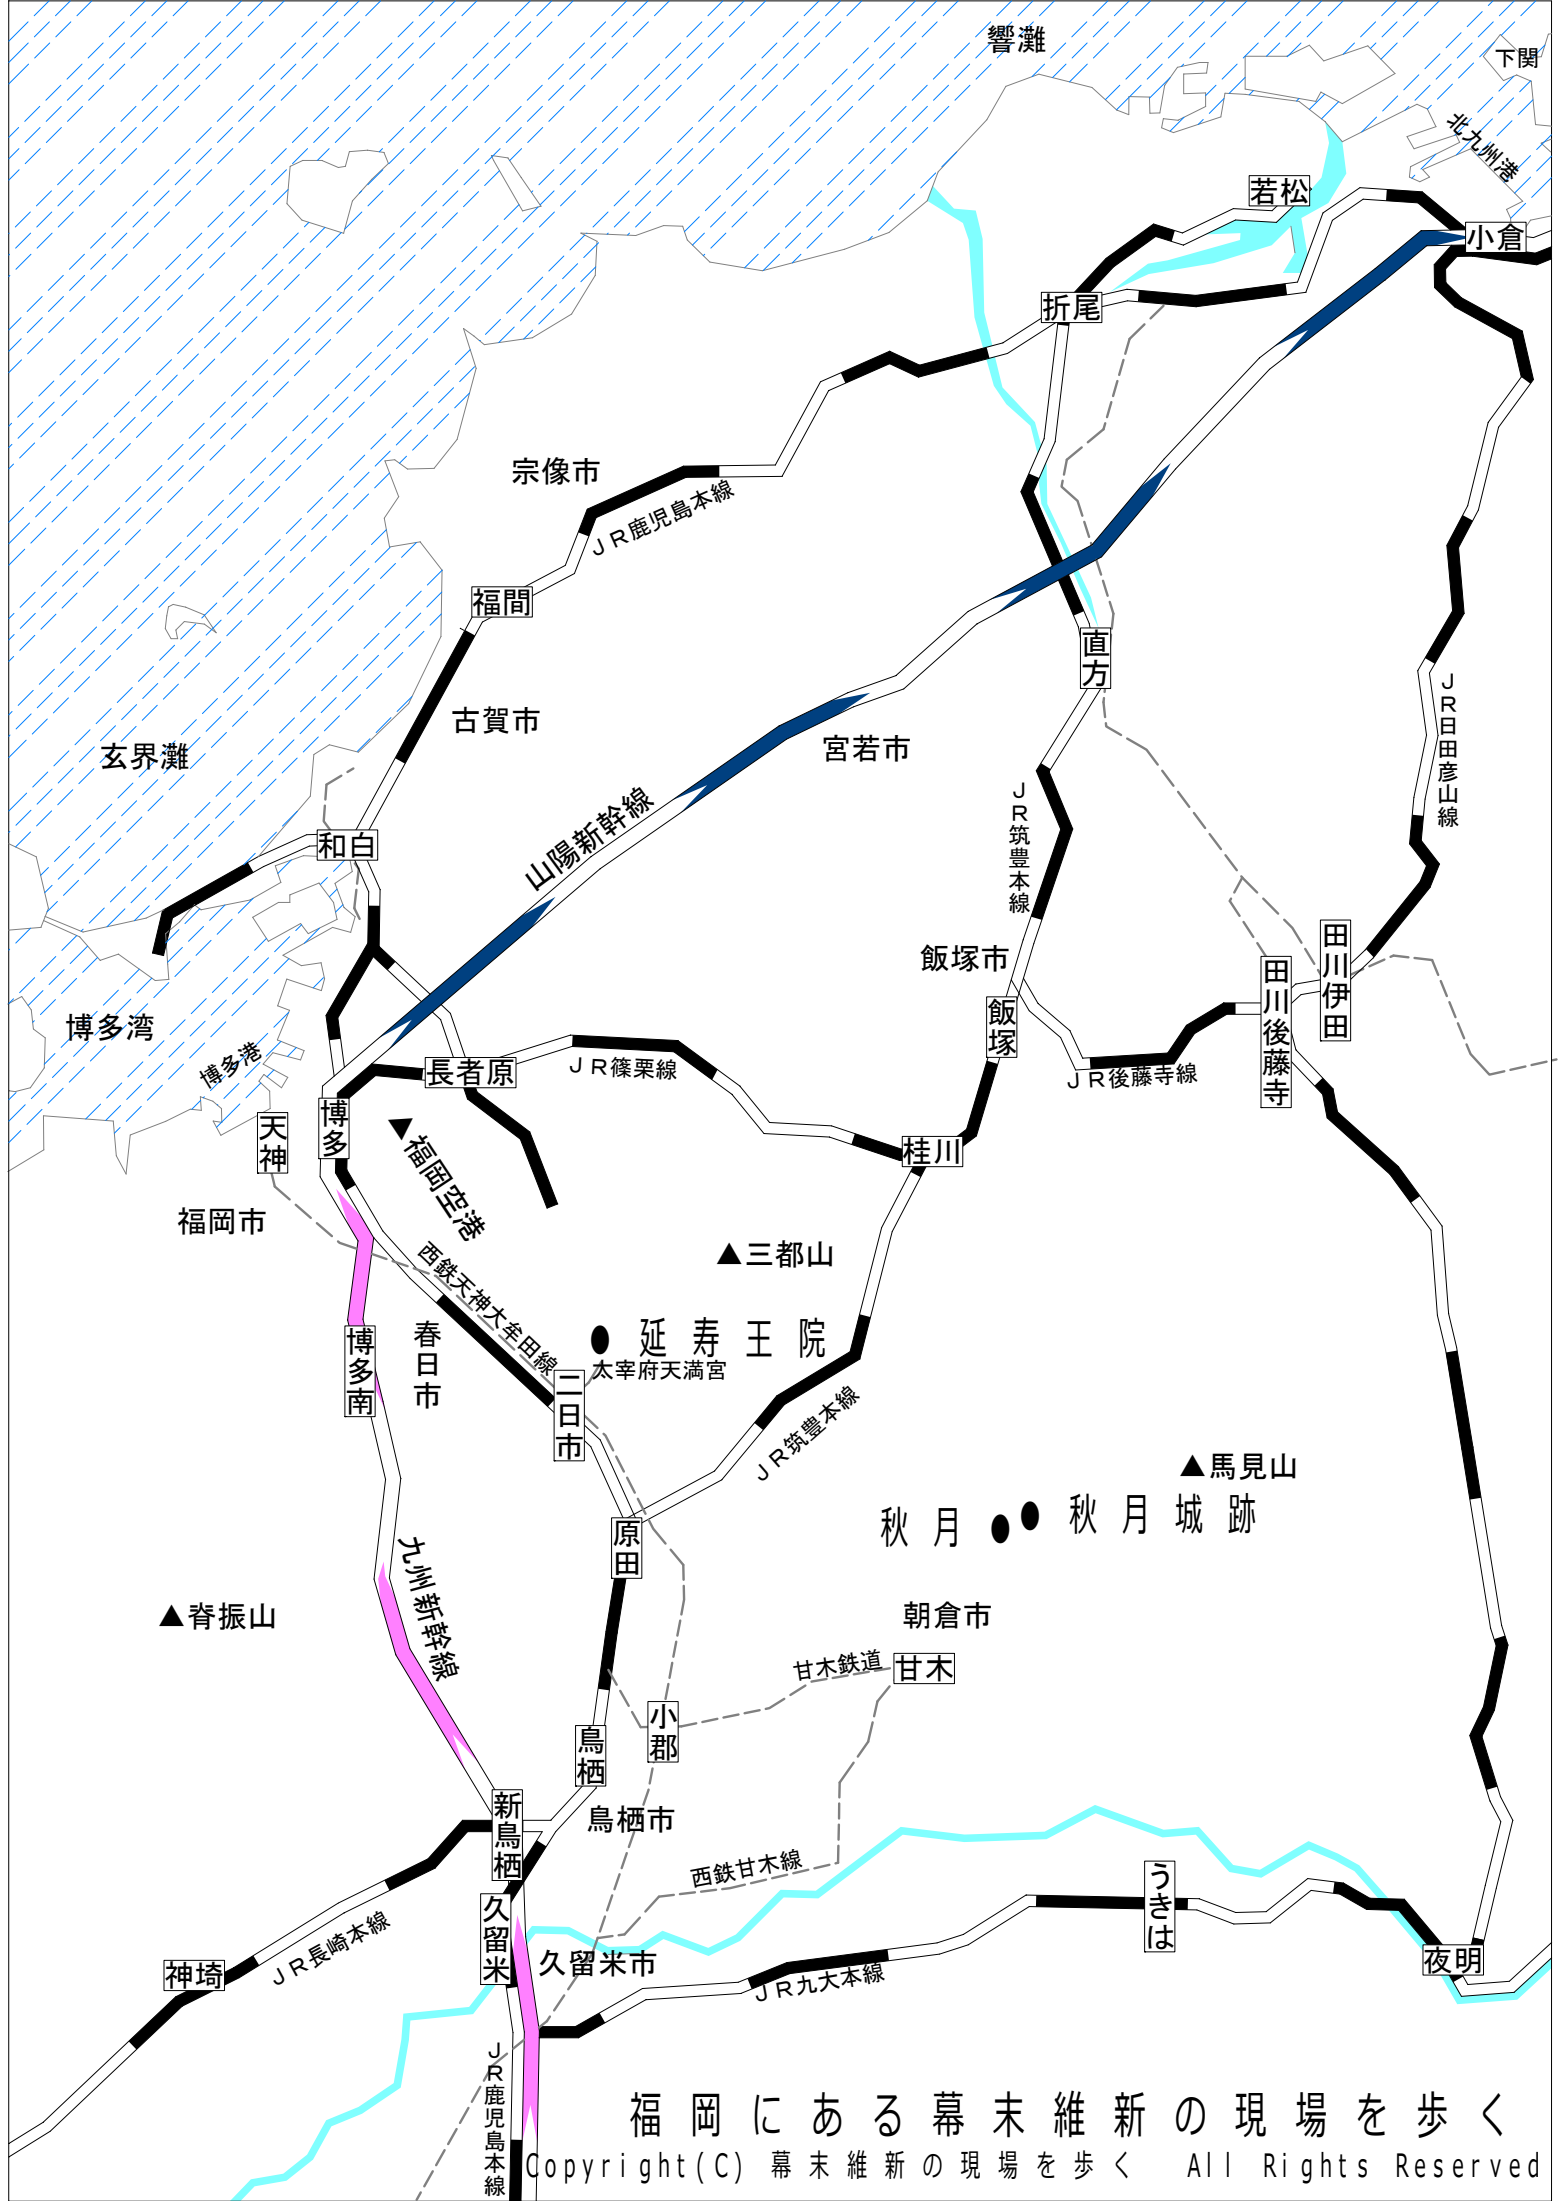 響灘
下関
北九州港
若松
小倉
折尾
宗像市
ＪＲ鹿児島本線
福間
直方
ＪＲ日田彦山線
古賀市
宮若市
玄界灘
山陽新幹線
ＪＲ筑豊本線
和白
飯塚市
田川伊田
田川後藤寺
飯塚
博多湾
博多港
長者原
ＪＲ篠栗線
ＪＲ後藤寺線
天神
博多
▲福岡空港
桂川
福岡市
西鉄天神大牟田線
▲三都山
春日市
博多南
● 延寿王院
太宰府天満宮
二日市
ＪＲ筑豊本線
▲馬見山
秋月 ●
● 秋月城跡
原田
九州新幹線
▲脊振山
朝倉市
甘木鉄道
甘木
小郡
鳥栖
新鳥栖
鳥栖市
西鉄甘木線
うきは
久留米
久留米市
夜明
神埼
ＪＲ長崎本線
ＪＲ九大本線
ＪＲ鹿児島本線
福岡にある幕末維新の現場を歩く
Copyright(C) 幕末維新の現場を歩く All Rights Reserved